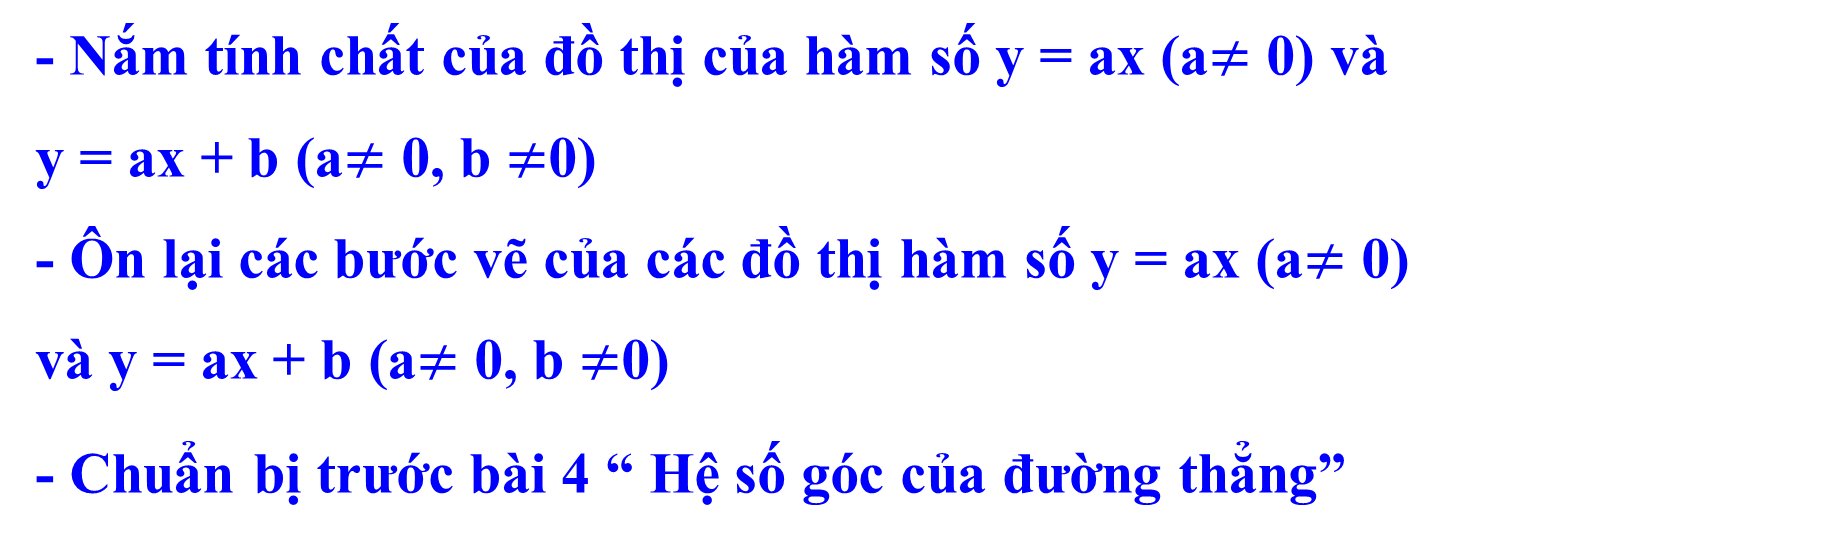 - Nắm tính chất của đồ thị của hàm số y = ax (a≠ 0) và
y = ax + b (a≠ 0, b ≠0)
- Ôn lại các bước vẽ của các đồ thị hàm số y = ax (a≠ 0)
và y = ax + b (a≠ 0, b ≠0)
- Chuẩn bị trước bài 4 “ Hệ số góc của đường thẳng”